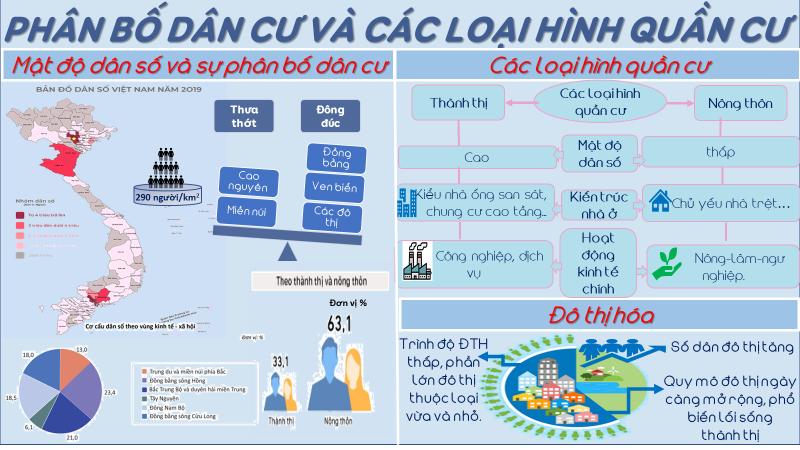 PHÂN BỐ DÂN CƯ VÀ CÁC LOẠI HÌNH QUẦN CƯ
Mật độ dân số và sự phân bố dân cư
BẢN ĐỒ DÂN SỐ VIỆT NAM NĂM 2019
Nhóm dân số
Từ 4 triệu trở lên
290 người/km²
Thưa
thớt
Đông
đúc
Cao
nguyên
Miền núi
Đồng
bằng
Ven biển
Các đô
thị
Theo thành thị và nông thôn
Đơn vị %
63,1
đơn vị: %
33,1
Thành thị
Nông thôn
Cơ cấu dân số theo vùng kinh tế - xã hội
13,0
23,4
21,0
6,1
18,5
18,0
Trung du và miền núi phía Bắc
Đồng bằng sông Hồng
Bắc Trung Bộ và duyên hải miền Trung
Tây Nguyên
Đông Nam Bộ
Đồng bằng sông Cửu Long
Các loại hình quần cư
Thành thị
Các loại hình
quần cư
Nông thôn
Cao
Mật độ
dân số
thấp
Kiểu nhà ống san sát,
chung cư cao tầng...
Kiến trúc
nhà ở
Chủ yếu nhà trệt...
Công nghiệp, dịch
vụ
Hoạt
động
kinh tế
chính
Nông-lâm-ngư
nghiệp.
Đô thị hóa
Trình độ ĐTH
thấp, phần
lớn đô thị
thuộc loại
vừa và nhỏ.
Số dân đô thị tăng
Quy mô đô thị ngày
càng mở rộng, phổ
biến lối sống
thành thị